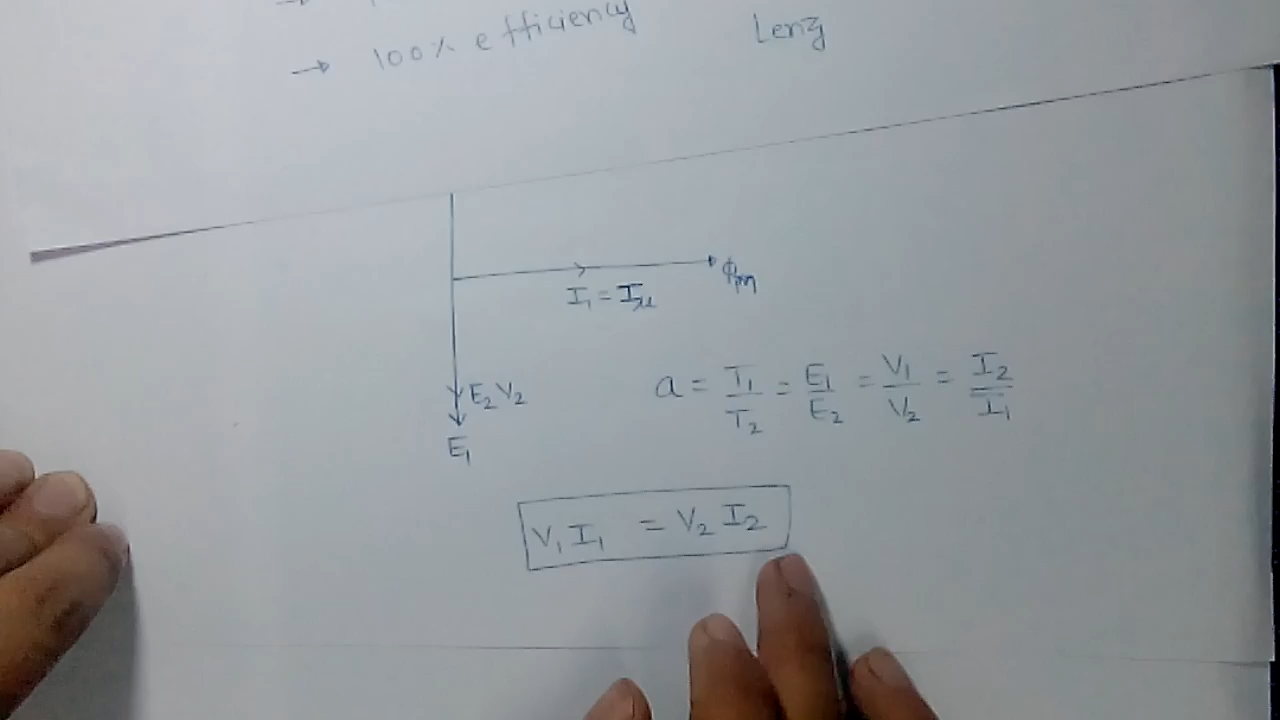 → 100% efficiency Lenz
ϕm
I₁ = Iμ
E₂ V₂
a = T₁/T₂ = E₁/E₂ = V₁/V₂ = I₂/I₁
E₁
V₁ I₁ = V₂ I₂